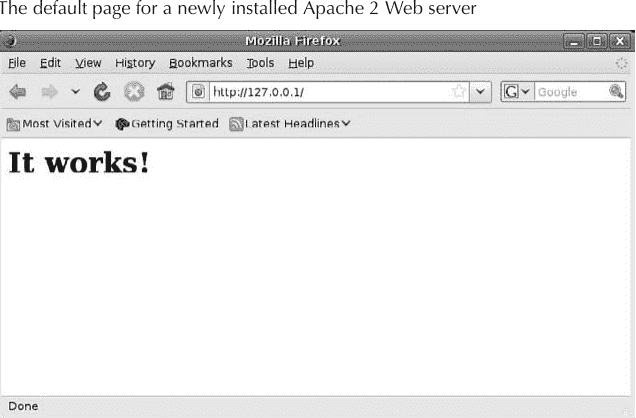 The default page for a newly installed Apache 2 Web server
Mozilla Firefox
File Edit View History Bookmarks Tools Help
http://127.0.0.1/ G Google
Most Visited Getting Started Latest Headlines
It works!
Done